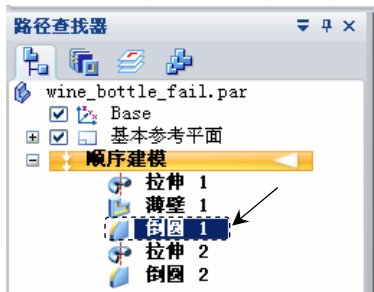 路径查找器
wine_bottle_fail.par
Base
基本参考平面
顺序建模
拉伸 1
薄壁 1
倒圆 1
拉伸 2
倒圆 2